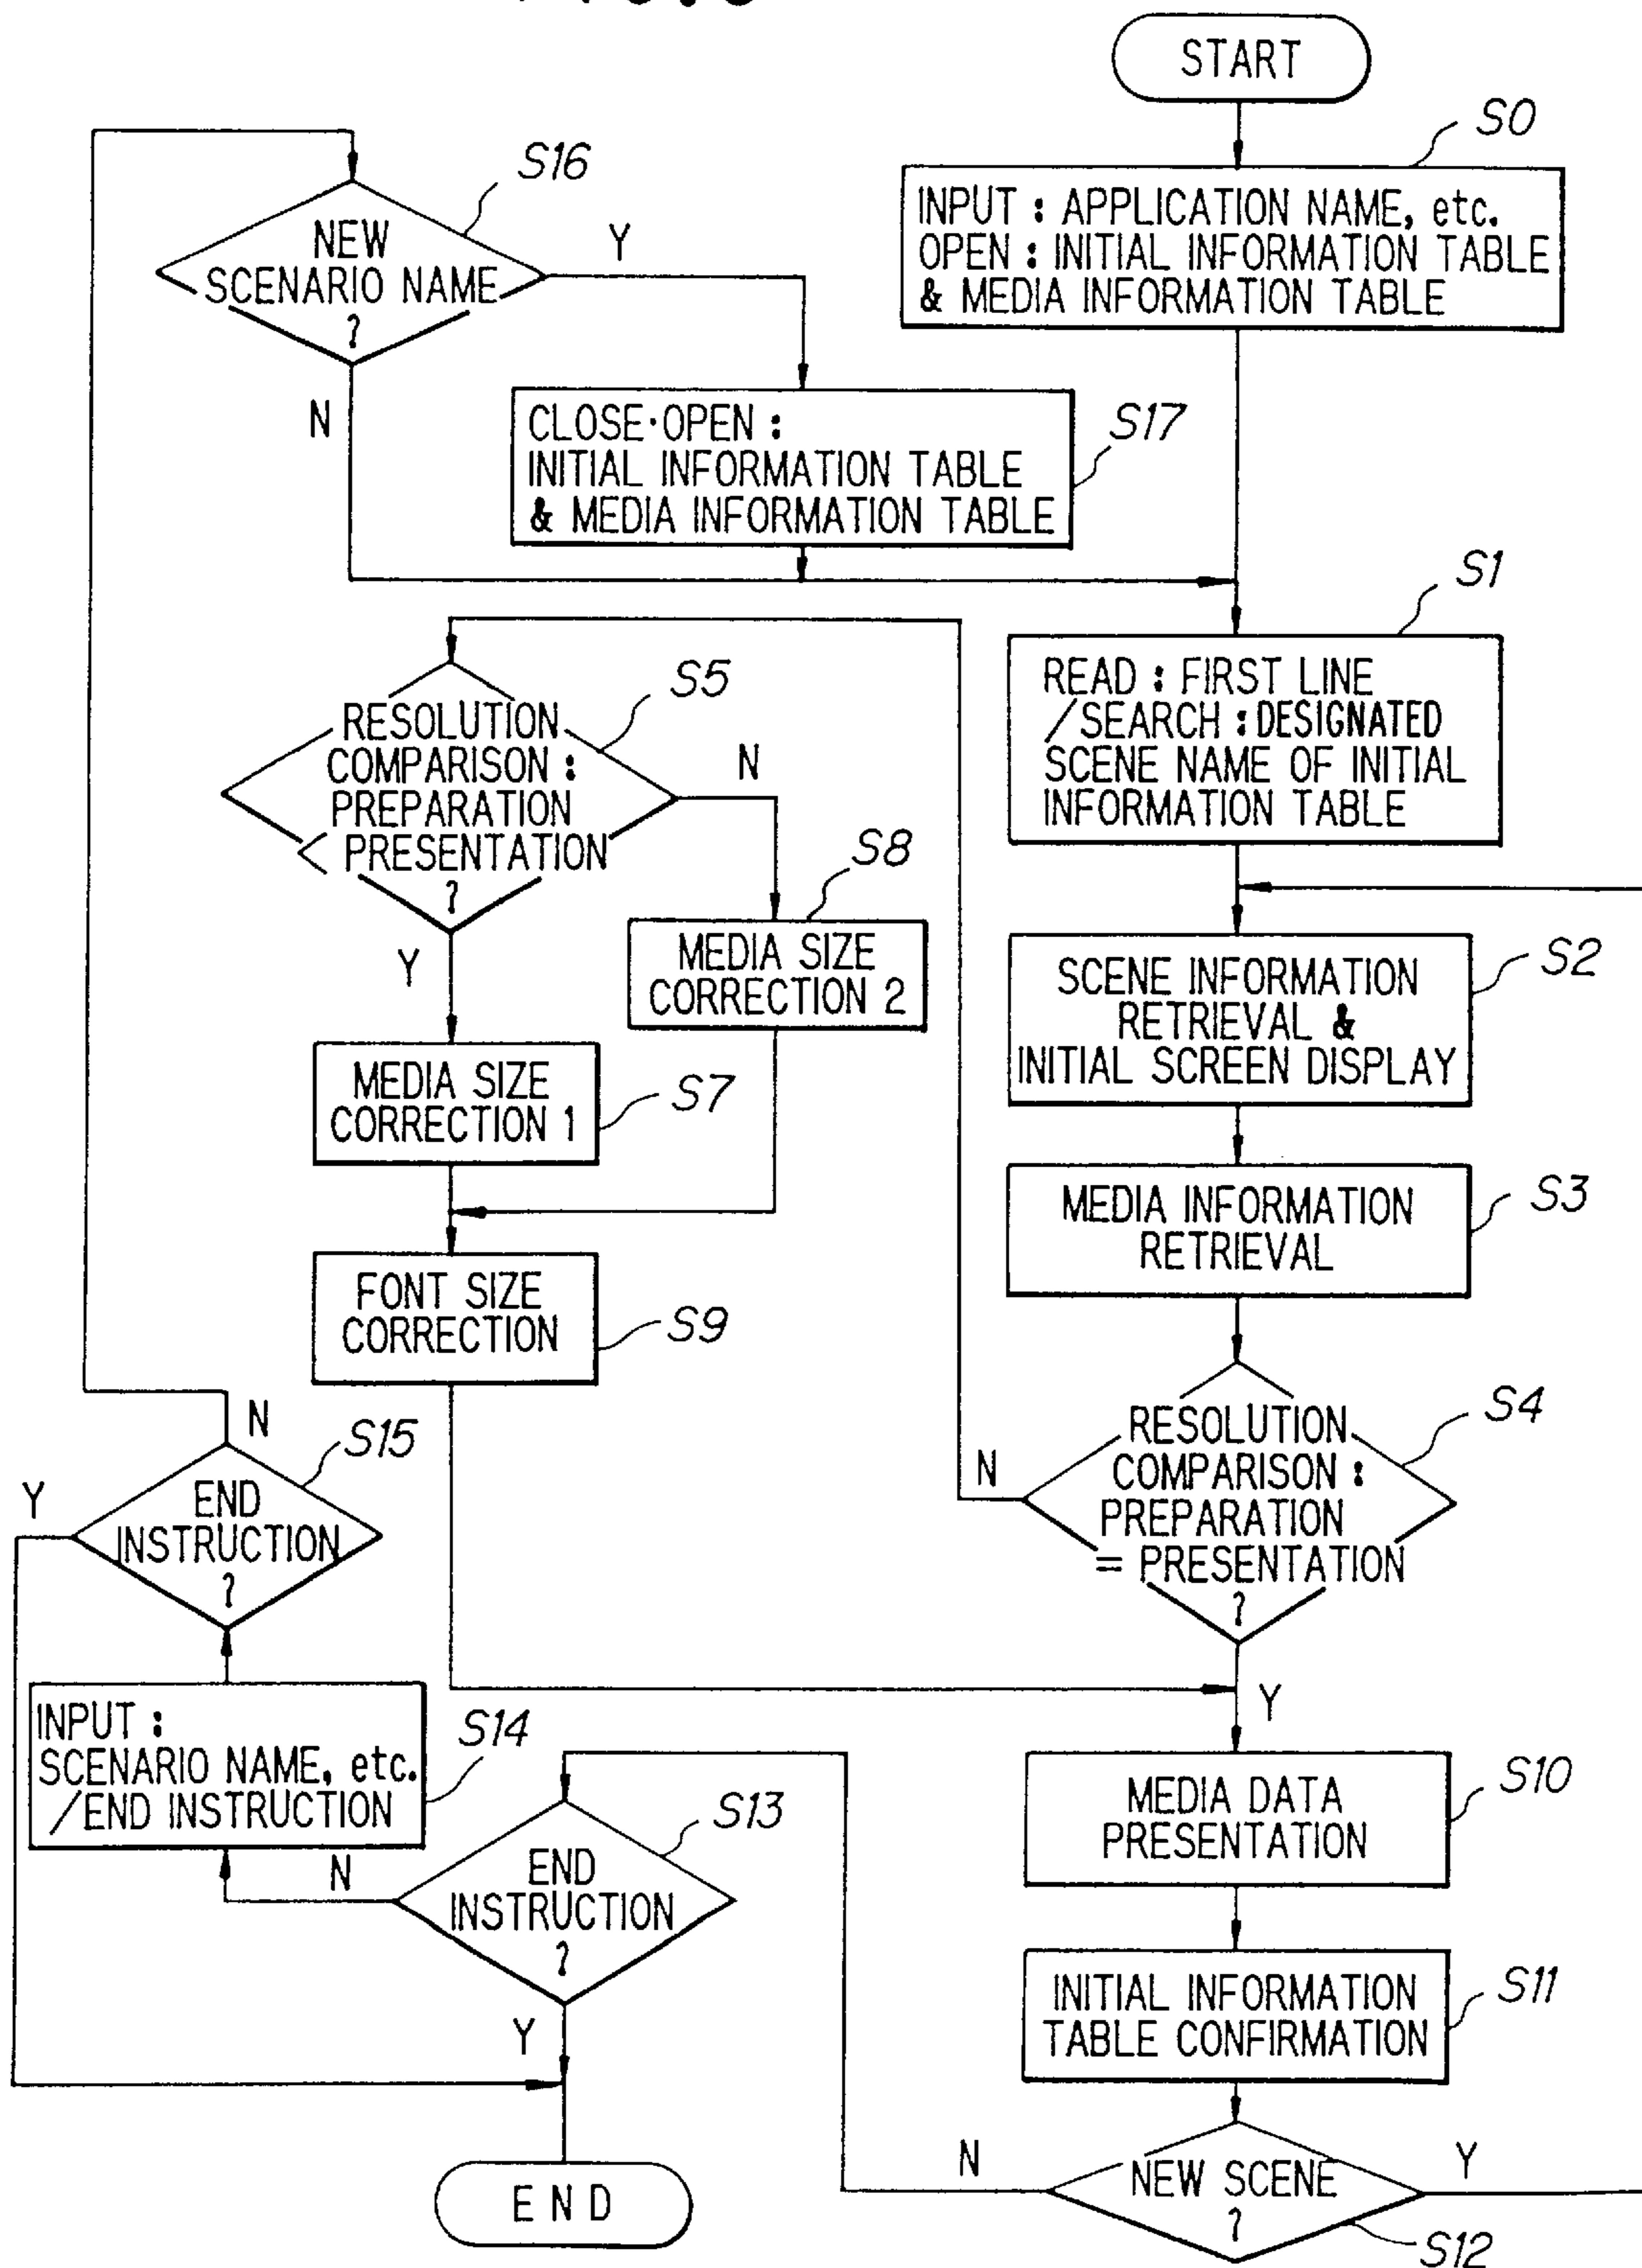 START
S0
INPUT : APPLICATION NAME, etc.
OPEN : INITIAL INFORMATION TABLE
& MEDIA INFORMATION TABLE
S16
NEW
SCENARIO NAME
?
Y
N
CLOSE·OPEN :
INITIAL INFORMATION TABLE
& MEDIA INFORMATION TABLE
S17
S1
READ : FIRST LINE
/SEARCH : DESIGNATED
SCENE NAME OF INITIAL
INFORMATION TABLE
S5
RESOLUTION
COMPARISON :
PREPARATION
< PRESENTATION
?
N
Y
S8
MEDIA SIZE
CORRECTION 2
S2
SCENE INFORMATION
RETRIEVAL &
INITIAL SCREEN DISPLAY
MEDIA SIZE
CORRECTION 1
S7
S3
MEDIA INFORMATION
RETRIEVAL
FONT SIZE
CORRECTION
S9
S4
RESOLUTION
COMPARISON :
PREPARATION
= PRESENTATION
?
N
Y
N
S15
Y
END
INSTRUCTION
?
INPUT :
SCENARIO NAME, etc.
/END INSTRUCTION
S14
S10
MEDIA DATA
PRESENTATION
S13
N
END
INSTRUCTION
?
Y
S11
INITIAL INFORMATION
TABLE CONFIRMATION
N
NEW SCENE
?
Y
S12
END